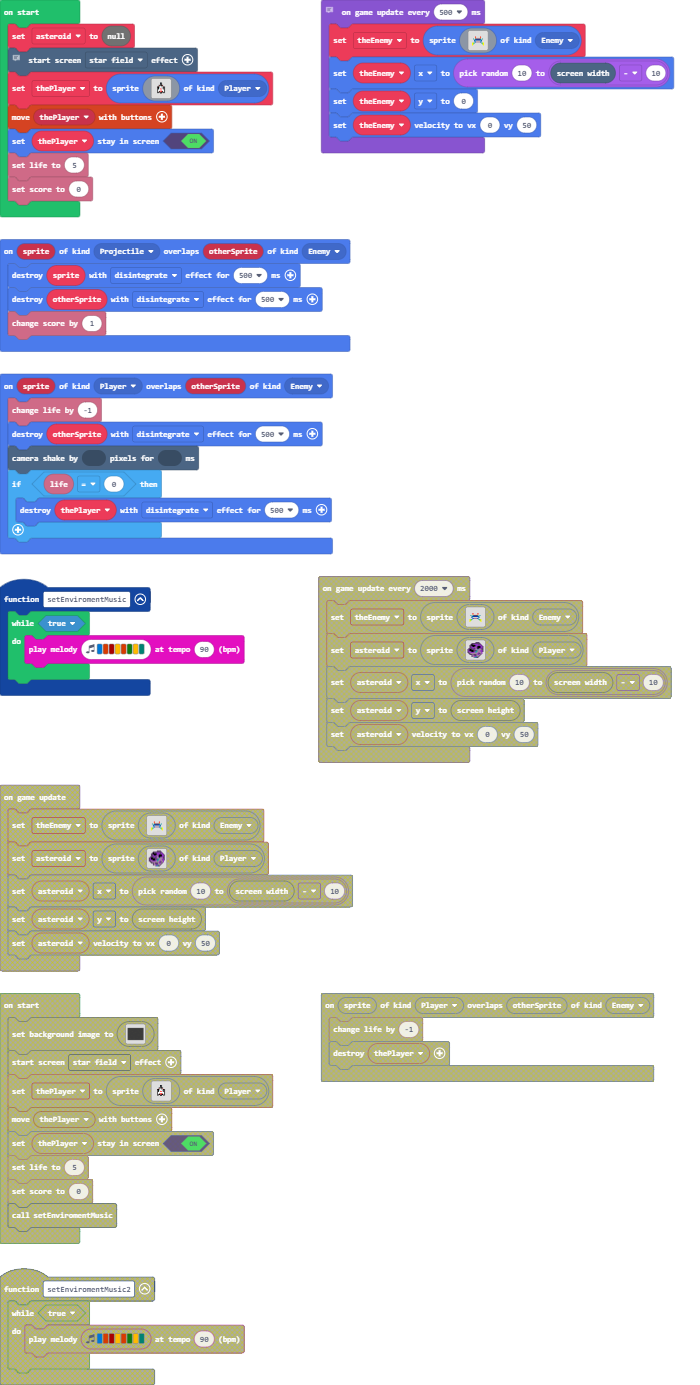 on start
set asteroid to null
start screen star field effect
set thePlayer to sprite of kind Player
move thePlayer with buttons
set thePlayer stay in screen ON
set life to 5
set score to 0
on game update every 500 ms
set theEnemy to sprite of kind Enemy
set theEnemy x to pick random 10 to screen width - 10
set theEnemy y to 0
set theEnemy velocity to vx 0 vy 50
on sprite of kind Projectile overlaps otherSprite of kind Enemy
destroy sprite with disintegrate effect for 500 ms
destroy otherSprite with disintegrate effect for 500 ms
change score by 1
on sprite of kind Player overlaps otherSprite of kind Enemy
change life by -1
destroy otherSprite with disintegrate effect for 500 ms
camera shake by pixels for ms
if life = 0 then
destroy thePlayer with disintegrate effect for 500 ms
function setEnviromentMusic
while true
do play melody at tempo 90 (bpm)
on game update every 2000 ms
set theEnemy to sprite of kind Enemy
set asteroid to sprite of kind Player
set asteroid x to pick random 10 to screen width - 10
set asteroid y to screen height
set asteroid velocity to vx 0 vy 50
on game update
set theEnemy to sprite of kind Enemy
set asteroid to sprite of kind Player
set asteroid x to pick random 10 to screen width - 10
set asteroid y to screen height
set asteroid velocity to vx 0 vy 50
on start
set background image to
start screen star field effect
set thePlayer to sprite of kind Player
move thePlayer with buttons
set thePlayer stay in screen ON
set life to 5
set score to 0
call setEnviromentMusic
on sprite of kind Player overlaps otherSprite of kind Enemy
change life by -1
destroy thePlayer
function setEnviromentMusic2
while true
do play melody at tempo 90 (bpm)